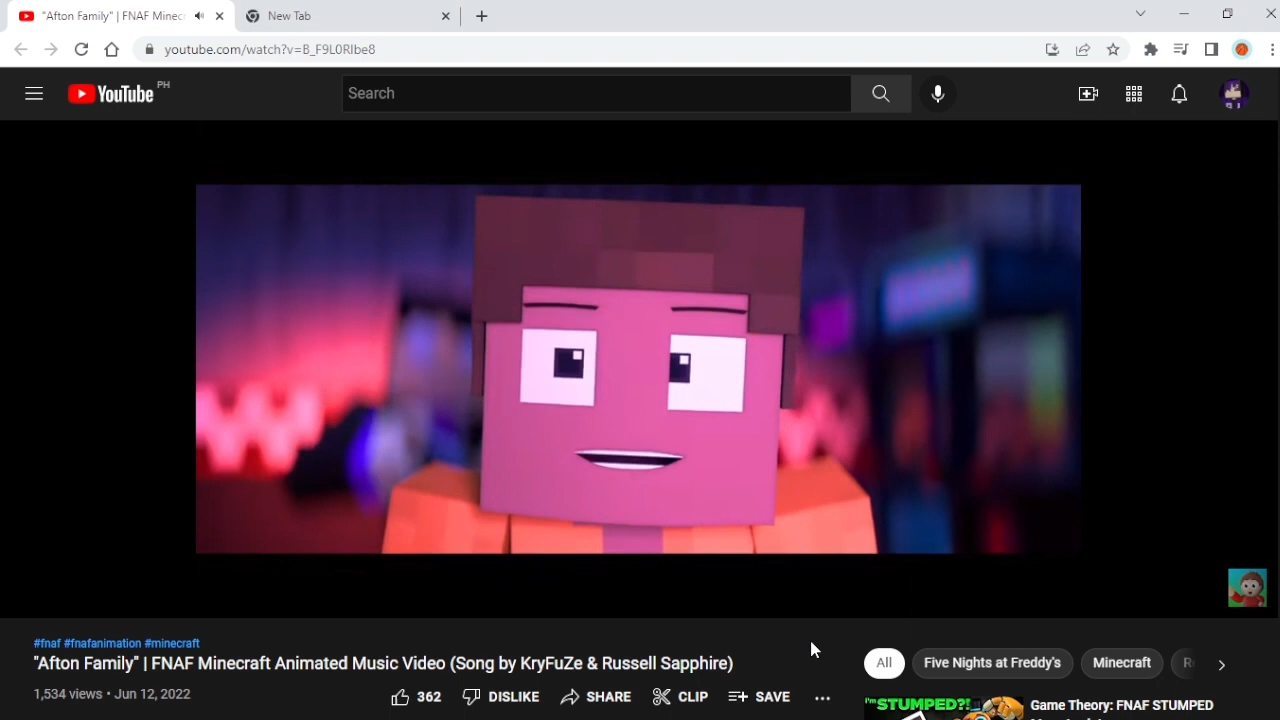 "Afton Family" | FNAF Minec
New Tab
youtube.com/watch?v=B_F9L0RIbe8
YouTube PH
Search
#fnaf #fnafanimation #minecraft
"Afton Family" | FNAF Minecraft Animated Music Video (Song by KryFuZe & Russell Sapphire)
1,534 views • Jun 12, 2022
362 DISLIKE SHARE CLIP SAVE
All Five Nights at Freddy's Minecraft
I'm STUMPED?!
Game Theory: FNAF STUMPED